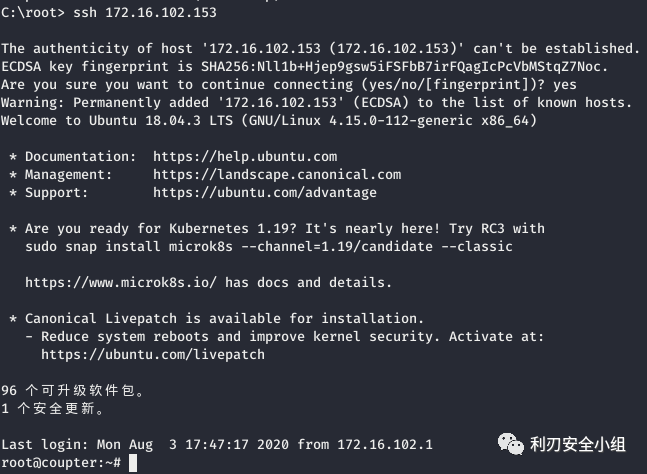 C:\root> ssh 172.16.102.153
The authenticity of host '172.16.102.153 (172.16.102.153)' can't be established.
ECDSA key fingerprint is SHA256:Nll1b+Hjep9gsw5iFSFbB7irFQagIcPcVbMStqZ7Noc.
Are you sure you want to continue connecting (yes/no/[fingerprint])? yes
Warning: Permanently added '172.16.102.153' (ECDSA) to the list of known hosts.
Welcome to Ubuntu 18.04.3 LTS (GNU/Linux 4.15.0-112-generic x86_64)
* Documentation:  https://help.ubuntu.com
* Management:     https://landscape.canonical.com
* Support:        https://ubuntu.com/advantage
* Are you ready for Kubernetes 1.19? It's nearly here! Try RC3 with
sudo snap install microk8s --channel=1.19/candidate --classic
https://www.microk8s.io/ has docs and details.
* Canonical Livepatch is available for installation.
- Reduce system reboots and improve kernel security. Activate at:
https://ubuntu.com/livepatch
96 个可升级软件包。
1 个安全更新。
Last login: Mon Aug  3 17:47:17 2020 from 172.16.102.1
root@coupter:~#
利刃安全小组